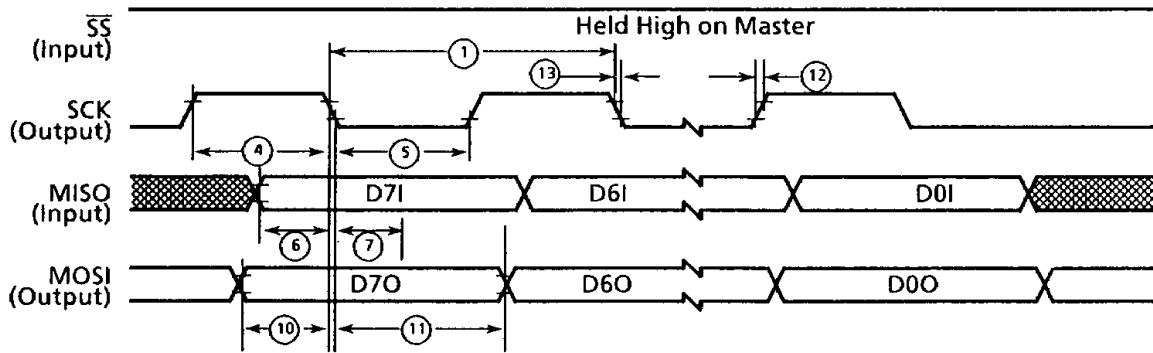 SS
(Input)
Held High on Master
1
13
12
SCK
(Output)
4
5
MISO
(Input)
D7I
D6I
D0I
6
7
MOSI
(Output)
D7O
D6O
D0O
10
11